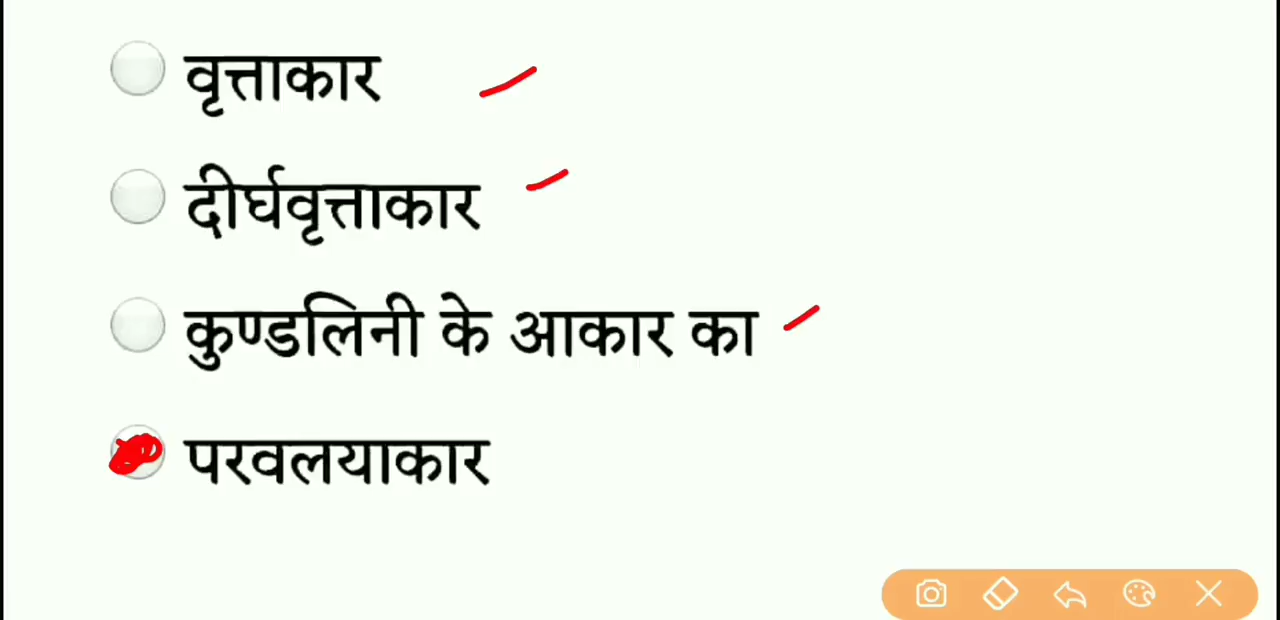 वृत्ताकार
दीर्घवृत्ताकार
कुण्डलिनी के आकार का
परवलयाकार